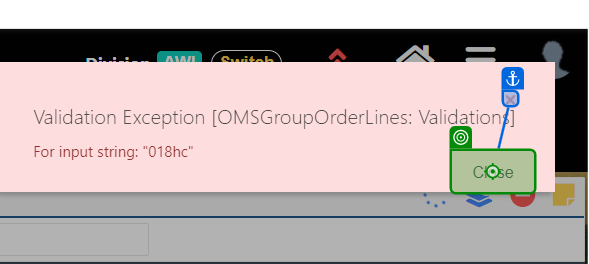 Division AWI Switch
Validation Exception [OMSGroupOrderLines: Validations]
For input string: "018hc"
Close